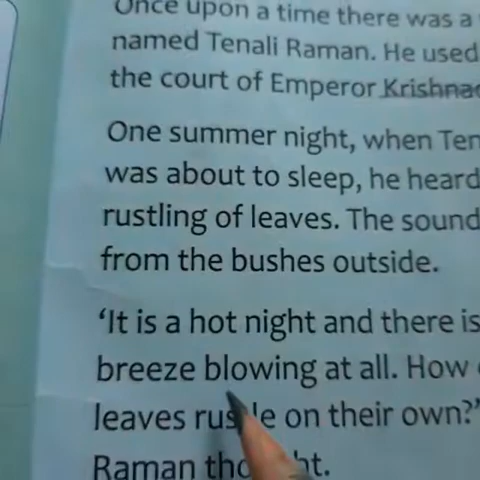 Once upon a time there was a
named Tenali Raman. He used
the court of Emperor
One summer night, when
was about to sleep, he heard
rustling of leaves. The sound
from the bushes outside.
‘It is a hot night and there is
breeze blowing at all. How
leaves on their own?’
Raman